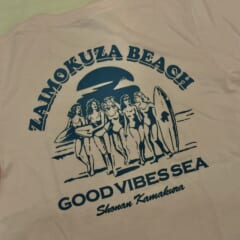 ZAIMOKUZA BEACH
GOOD VIBES SEA
Shonan Kamakura